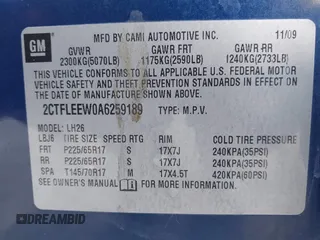 GM
MFD BY CAMI AUTOMOTIVE INC. 11/09
GVWR GAWR FRT GAWR RR
2300KG(5070LB) 1175KG(2590LB) 1240KG(2733LB)
THIS VEHICLE CONFORMS TO ALL APPLICABLE U.S. FEDERAL MOTOR
VEHICLE SAFETY AND THEFT PREVENTION STANDARDS IN EFFECT
ON THE DATE OF MANUFACTURE SHOWN ABOVE.
2CTFLEEW0A6259189 TYPE: M.P.V.
MODEL: LH26
LBJ6 TIRE SIZE SPEED RTG RIM COLD TIRE PRESSURE
FRT P225/65R17 S 17X7J 240KPA(35PSI)
RR P225/65R17 S 17X7J 240KPA(35PSI)
SPA T145/70R17 M 17X4.5T 420KPA(60PSI)
SEE OWNER'S MANUAL FOR ADDITIONAL INFORMATION.
DREAMBID